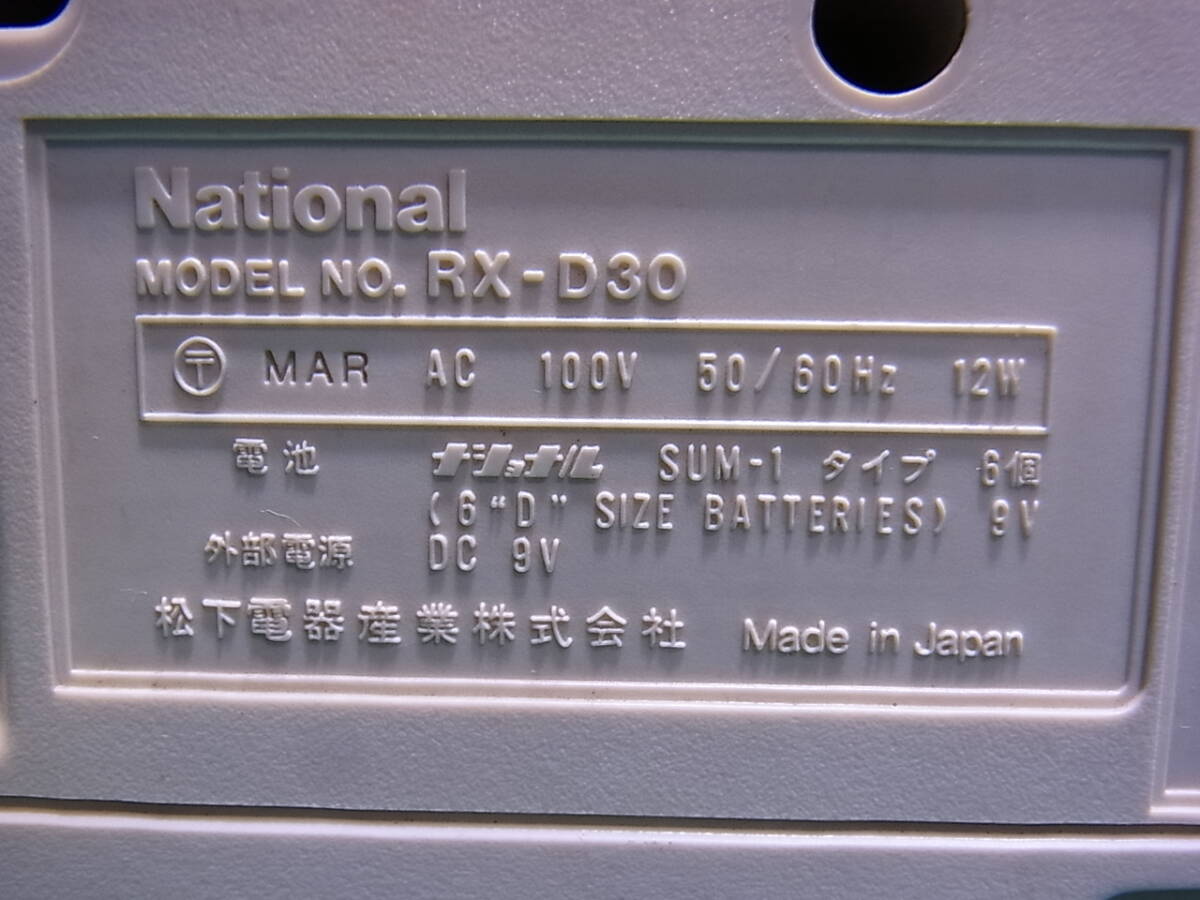 National
MODEL NO. RX-D30
〒 MAR AC 100V 50/60Hz 12W
電池 ナショナル SUM-1 タイプ 6個
(6 “D” SIZE BATTERIES) 9V
外部電源 DC 9V
松下電器産業株式会社 Made in Japan